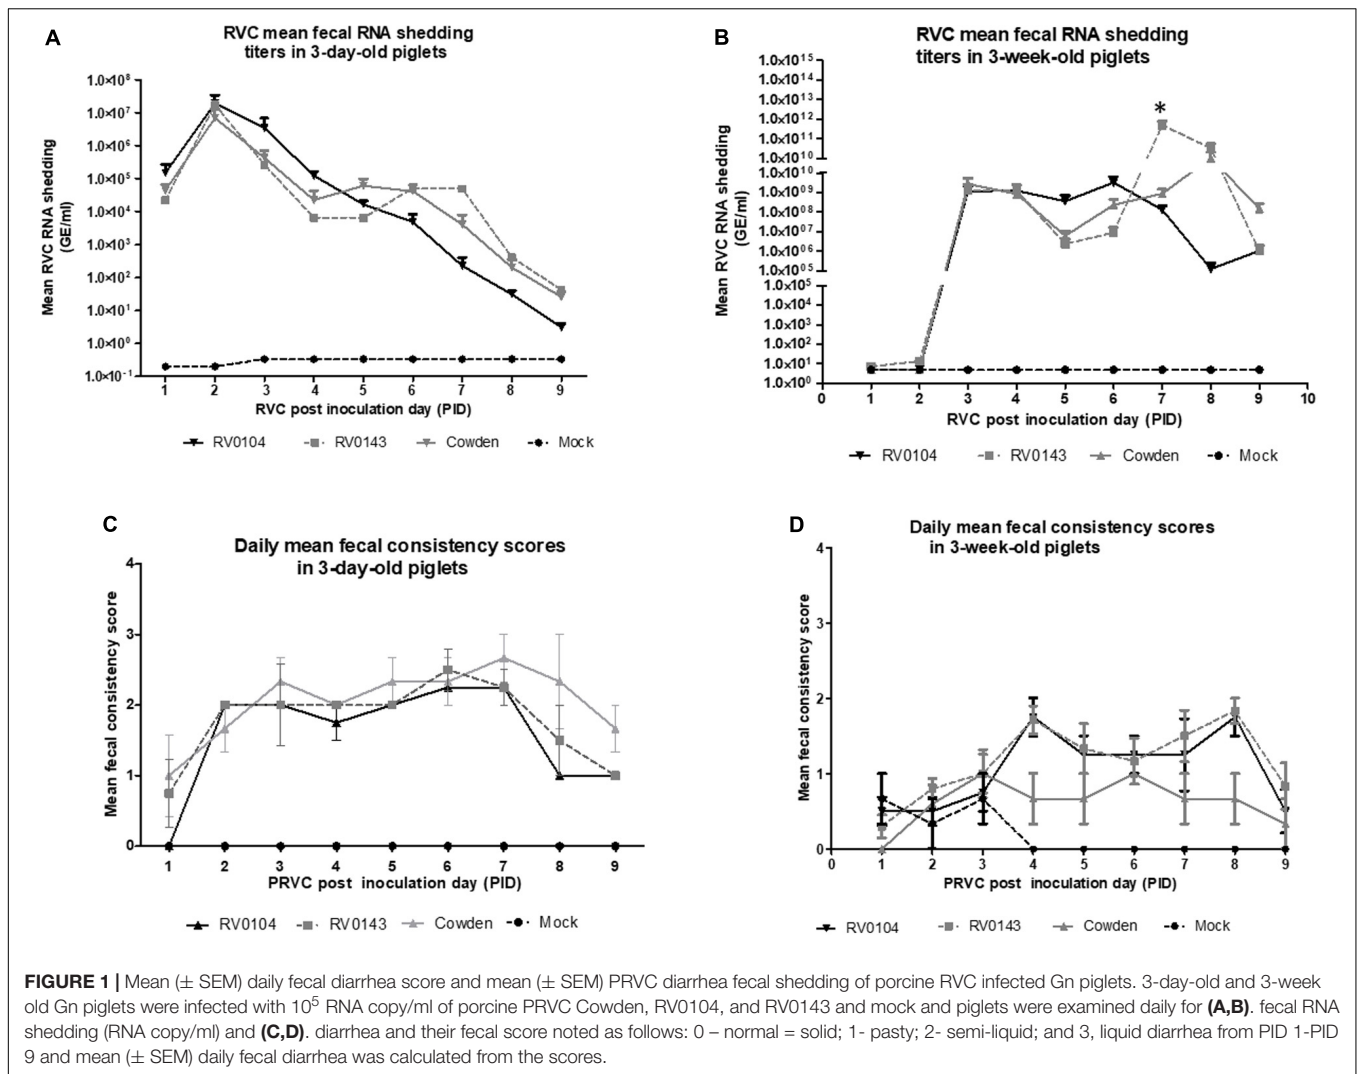 A
RVC mean fecal RNA shedding
titers in 3-day-old piglets
Mean RVC RNA shedding
(GE/ml)
1.0×10⁸
1.0×10⁷
1.0×10⁶
1.0×10⁵
1.0×10⁴
1.0×10³
1.0×10²
1.0×10¹
1.0×10⁰
1.0×10⁻¹
1 2 3 4 5 6 7 8 9
RVC post inoculation day (PID)
RV0104 RV0143 Cowden Mock
B
RVC mean fecal RNA shedding
titers in 3-week-old piglets
Mean RVC RNA shedding
(GE/ml)
1.0×10¹⁵
1.0×10¹⁴
1.0×10¹³
1.0×10¹²
1.0×10¹¹
1.0×10¹⁰
1.0×10¹⁰
1.0×10⁰⁹
1.0×10⁰⁸
1.0×10⁰⁷
1.0×10⁰⁶
1.0×10⁰⁵
1.0×10⁰⁵
1.0×10⁰⁴
1.0×10⁰³
1.0×10⁰²
1.0×10⁰¹
1.0×10⁰⁰
*
0 1 2 3 4 5 6 7 8 9 10
RVC post inoculation day (PID)
RV0104 RV0143 Cowden Mock
C
Daily mean fecal consistency scores
in 3-day-old piglets
Mean fecal consistency score
4
3
2
1
0
1 2 3 4 5 6 7 8 9
PRVC post inoculation day (PID)
RV0104 RV0143 Cowden Mock
D
Daily mean fecal consistency scores
in 3-week-old piglets
Mean fecal consistency score
4
3
2
1
0
0 1 2 3 4 5 6 7 8 9
PRVC post inoculation day (PID)
RV0104 RV0143 Cowden Mock
FIGURE 1 | Mean (± SEM) daily fecal diarrhea score and mean (± SEM) PRVC diarrhea fecal shedding of porcine RVC infected Gn piglets. 3-day-old and 3-week
old Gn piglets were infected with 10⁵ RNA copy/ml of porcine PRVC Cowden, RV0104, and RV0143 and mock and piglets were examined daily for (A,B). fecal RNA
shedding (RNA copy/ml) and (C,D). diarrhea and their fecal score noted as follows: 0 – normal = solid; 1- pasty; 2- semi-liquid; and 3, liquid diarrhea from PID 1-PID
9 and mean (± SEM) daily fecal diarrhea was calculated from the scores.